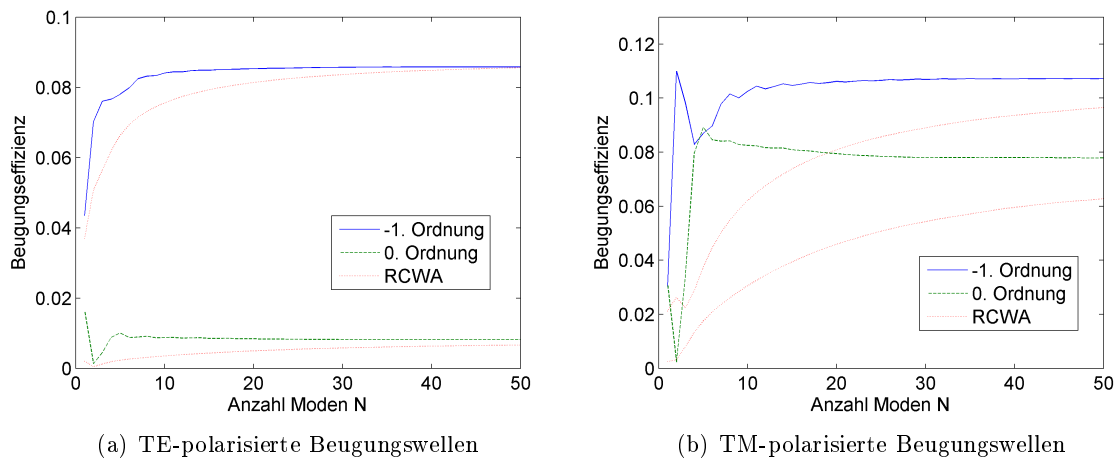 0.1
0.08
0.06
0.04
0.02
0
0
10
20
30
40
50
Beugungseffizienz
Anzahl Moden N
-1. Ordnung
0. Ordnung
RCWA
(a) TE-polarisierte Beugungswellen
0.12
0.1
0.08
0.06
0.04
0.02
0
0
10
20
30
40
50
Beugungseffizienz
Anzahl Moden N
-1. Ordnung
0. Ordnung
RCWA
(b) TM-polarisierte Beugungswellen